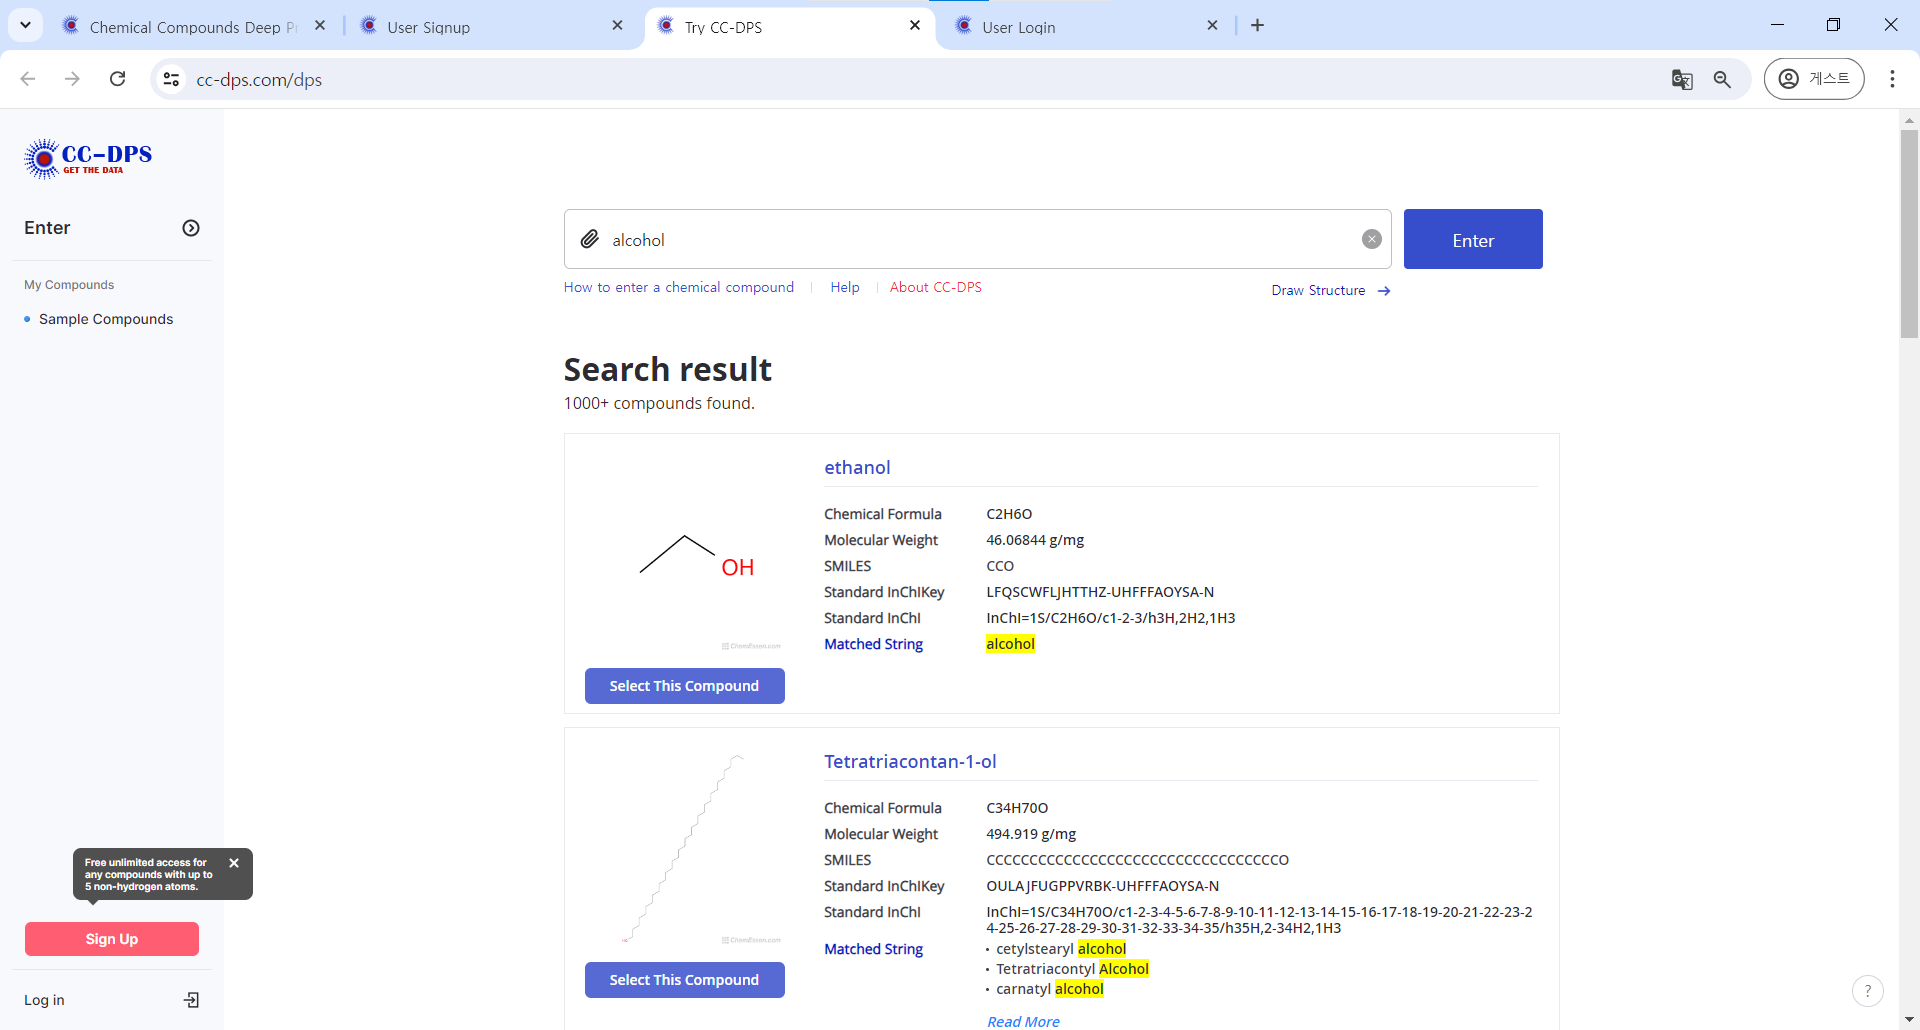 Chemical Compounds Deep Pr
User Signup
Try CC-DPS
User Login
cc-dps.com/dps
게스트
CC-DPS
GET THE DATA
Enter
My Compounds
Sample Compounds
alcohol
Enter
How to enter a chemical compound
Help
About CC-DPS
Draw Structure
Search result
1000+ compounds found.
ethanol
Chemical Formula C2H6O
Molecular Weight 46.06844 g/mg
SMILES CCO
Standard InChIKey LFQSCWFLJHTTHZ-UHFFFAOYSA-N
Standard InChI InChI=1S/C2H6O/c1-2-3/h3H,2H2,1H3
Matched String alcohol
OH
ChemEssen.com
Select This Compound
Tetratriacontan-1-ol
Chemical Formula C34H70O
Molecular Weight 494.919 g/mg
SMILES CCCCCCCCCCCCCCCCCCCCCCCCCCCCCCCCCCO
Standard InChIKey OULAJFUGPPVRBK-UHFFFAOYSA-N
Standard InChI InChI=1S/C34H70O/c1-2-3-4-5-6-7-8-9-10-11-12-13-14-15-16-17-18-19-20-21-22-23-2
4-25-26-27-28-29-30-31-32-33-34-35/h35H,2-34H2,1H3
Matched String
• cetylstearyl alcohol
• Tetratriacontyl Alcohol
• carnatyl alcohol
Read More
ChemEssen.com
Select This Compound
Free unlimited access for
any compounds with up to
5 non-hydrogen atoms.
Sign Up
Log in
?